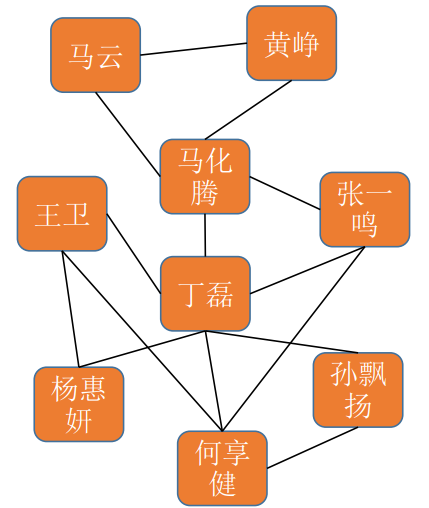 马云
黄峥
马化
腾
王卫
张一
鸣
丁磊
杨惠
妍
孙飘
扬
何享
健